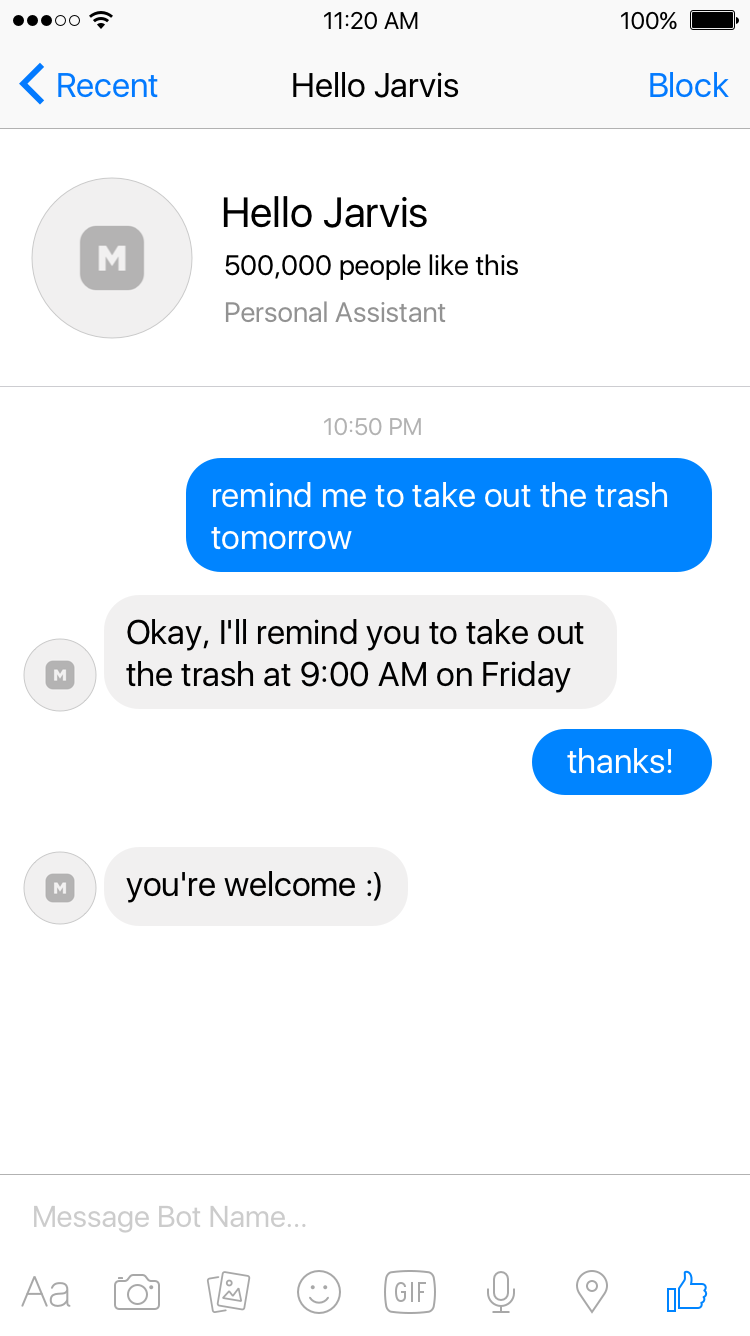 11:20 AM
100%
Recent
Hello Jarvis
Block
M
Hello Jarvis
500,000 people like this
Personal Assistant
10:50 PM
remind me to take out the trash
tomorrow
Okay, I'll remind you to take out
the trash at 9:00 AM on Friday
M
thanks!
you're welcome :)
M
Message Bot Name...
Aa
GIF